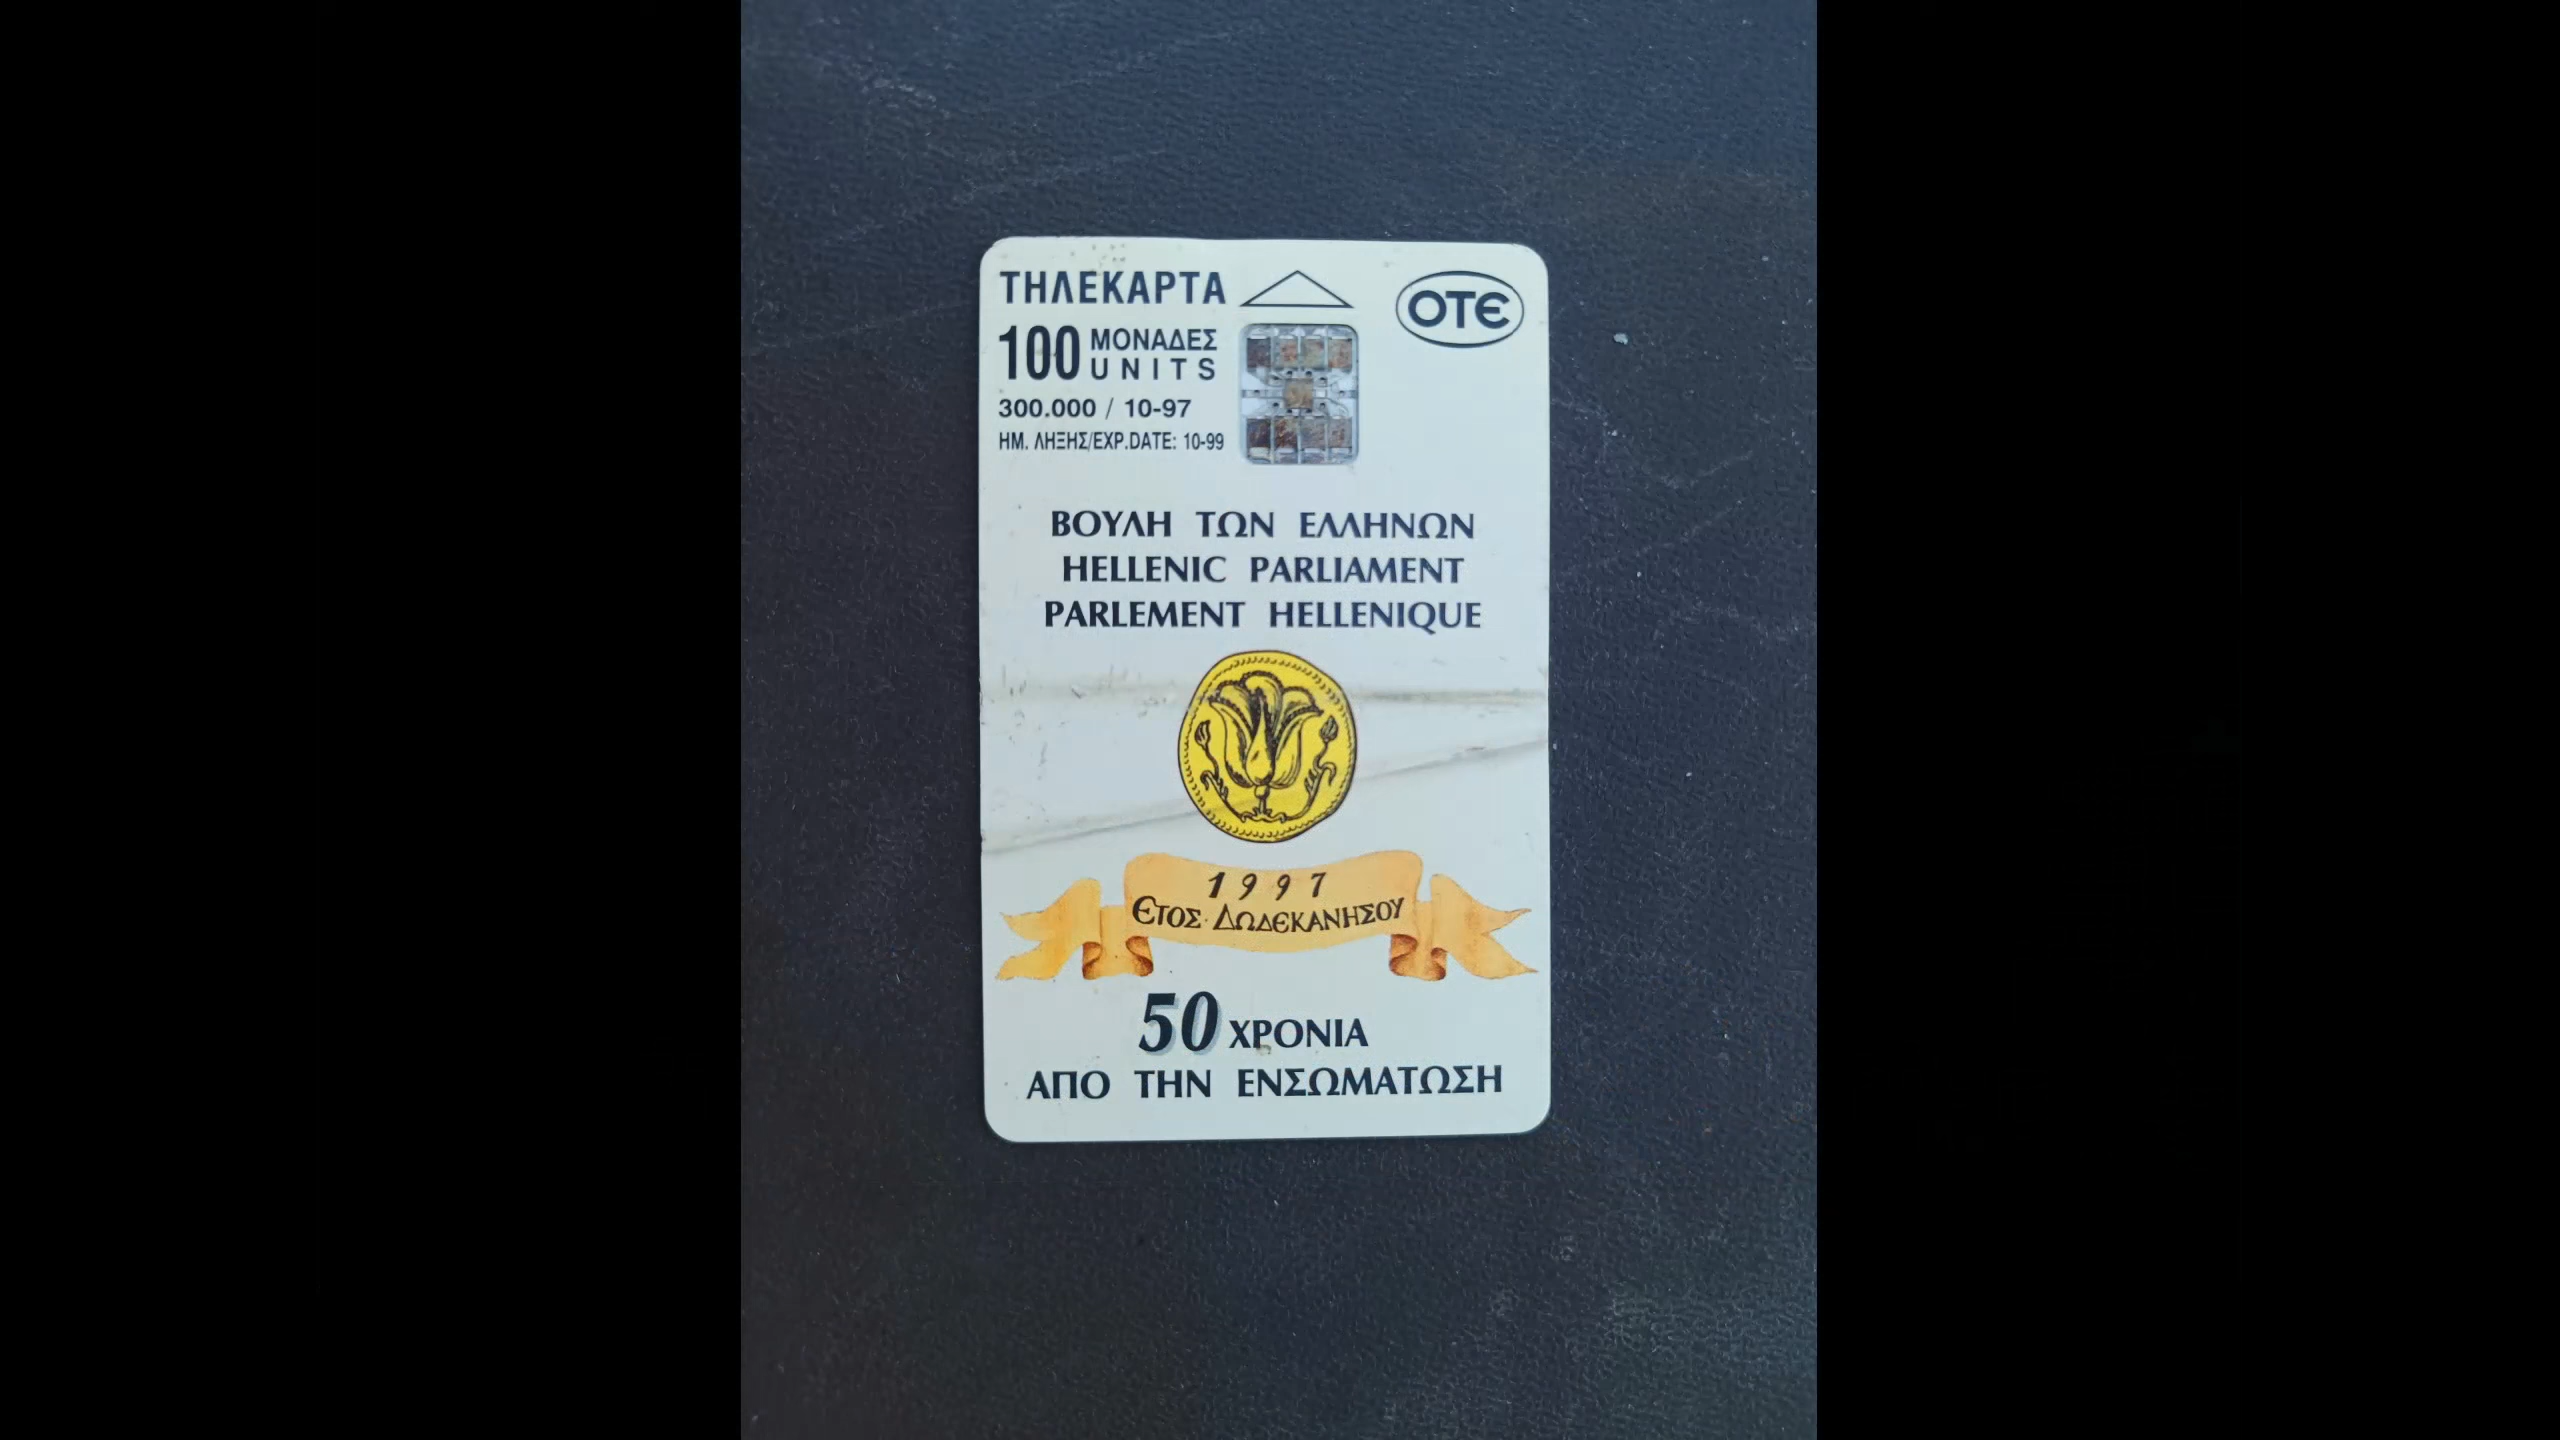 ΤΗΛΕΚΑΡΤΑ
ΟΤΕ
100 ΜΟΝΑΔΕΣ
UNITS
300.000 / 10-97
ΗΜ. ΛΗΞΗΣ/EXP.DATE: 10-99
ΒΟΥΛΗ ΤΩΝ ΕΛΛΗΝΩΝ
HELLENIC PARLIAMENT
PARLEMENT HELLENIQUE
1997
ΕΤΟΣ ΔΩΔΕΚΑΝΗΣΟΥ
50 ΧΡΟΝΙΑ
ΑΠΟ ΤΗΝ ΕΝΣΩΜΑΤΩΣΗ